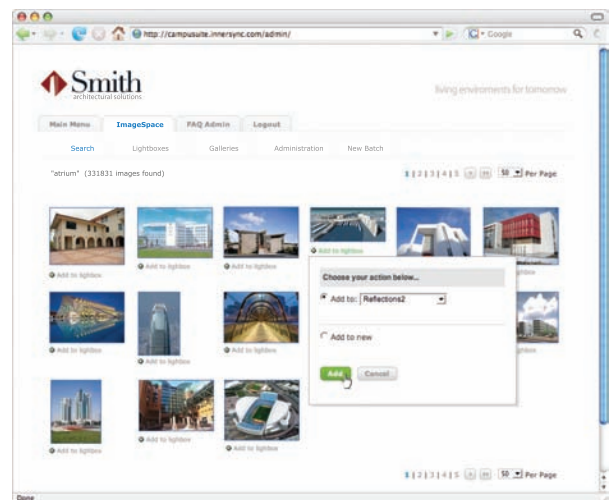 http://campusuite.innersync.com/admin/
Google
Smith
architectural solutions
living enviroments for tomorrow
Main Menu ImageSpace FAQ Admin Logout
Search Lightboxes Galleries Administration New Batch
"atrium" (331831 images found)
1 | 2 | 3 | 4 | 5 50 Per Page
Add to lightbox Add to lightbox Add to lightbox Add to lightbox
lightbox
Choose your action below...
Add to: Reflections2
Add to new
Add Cancel
Add to lightbox Add to lightbox Add to lightbox
lightbox
Add to lightbox Add to lightbox Add to lightbox
1 | 2 | 3 | 4 | 5 50 Per Page
Done